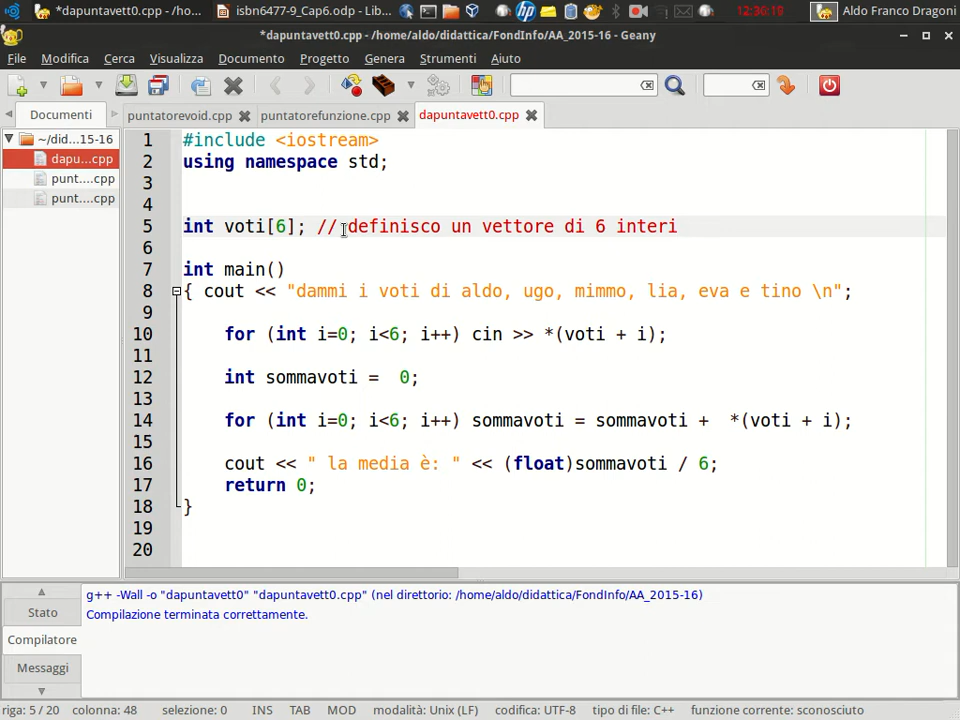 *dapuntavett0.cpp - /ho...
isbn6477-9_Cap6.odp - Lib...
12:36:19
Aldo Franco Dragoni
*dapuntavett0.cpp - /home/aldo/didattica/FondInfo/AA_2015-16 - Geany
File Modifica Cerca Visualizza Documento Progetto Genera Strumenti Aiuto
Documenti
puntatorevoid.cpp puntatorefunzione.cpp dapuntavett0.cpp
~/did...15-16
dapu...cpp
punt....cpp
punt....cpp
1 #include <iostream>
2 using namespace std;
3
4
5 int voti[6]; // definisco un vettore di 6 interi
6
7 int main()
8 { cout << "dammi i voti di aldo, ugo, mimmo, lia, eva e tino \n";
9
10 for (int i=0; i<6; i++) cin >> *(voti + i);
11
12 int sommavoti =  0;
13
14 for (int i=0; i<6; i++) sommavoti = sommavoti +  *(voti + i);
15
16 cout << " la media è: " << (float)sommavoti / 6;
17 return 0;
18 }
19
20
Stato
Compilatore
Messaggi
g++ -Wall -o "dapuntavett0" "dapuntavett0.cpp" (nel direttorio: /home/aldo/didattica/FondInfo/AA_2015-16)
Compilazione terminata correttamente.
riga: 5 / 20 colonna: 48 selezione: 0 INS TAB MOD modalità: Unix (LF) codifica: UTF-8 tipo di file: C++ funzione corrente: sconosciuto